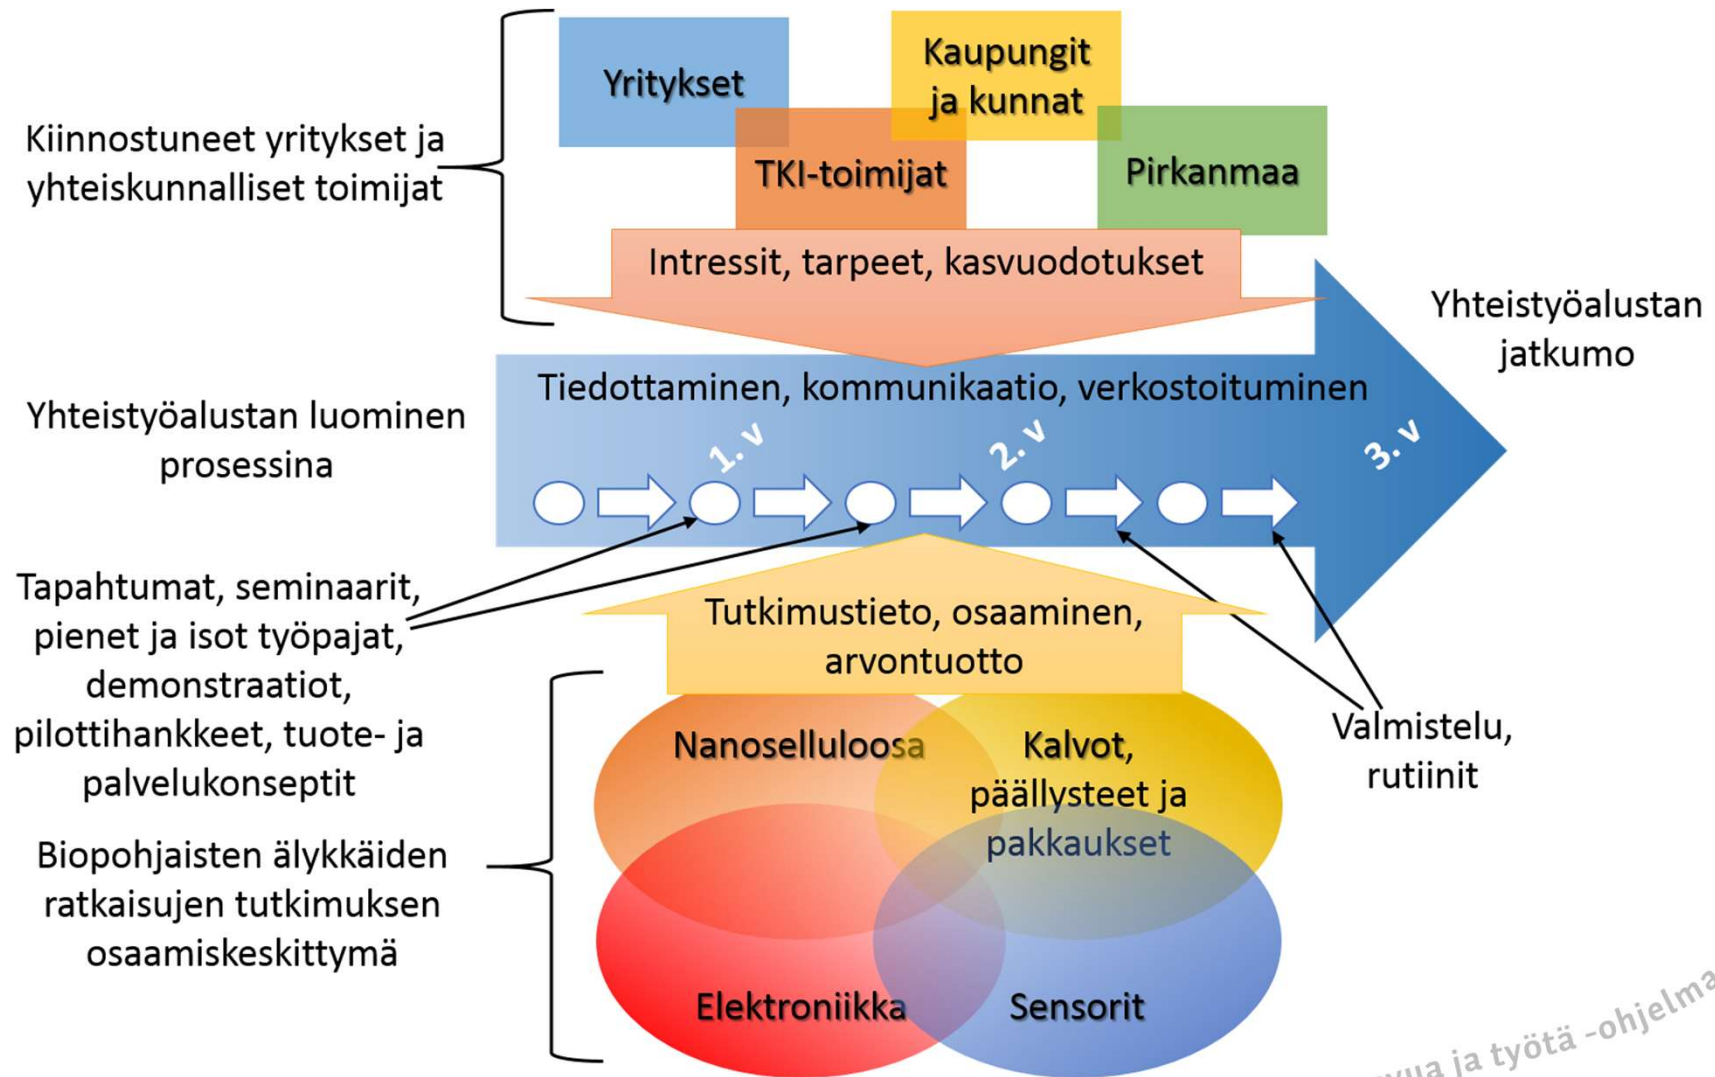 Yritykset
Kaupungit
ja kunnat
TKI-toimijat
Pirkanmaa
Kiinnostuneet yritykset ja
yhteiskunnalliset toimijat
Intressit, tarpeet, kasvuodotukset
Yhteistyöalustan
jatkumo
Tiedottaminen, kommunikaatio, verkostoituminen
Yhteistyöalustan luominen
prosessina
1. v
2. v
3. v
Tapahtumat, seminaarit,
pienet ja isot työpajat,
demonstraatiot,
pilottihankkeet, tuote- ja
palvelukonseptit
Tutkimustieto, osaaminen,
arvontuotto
Valmistelu,
rutiinit
Nanoselluloosa
Kalvot,
päällysteet ja
pakkaukset
Biopohjaisten älykkäiden
ratkaisujen tutkimuksen
osaamiskeskittymä
Elektroniikka
Sensorit
ja työtä -ohjelma